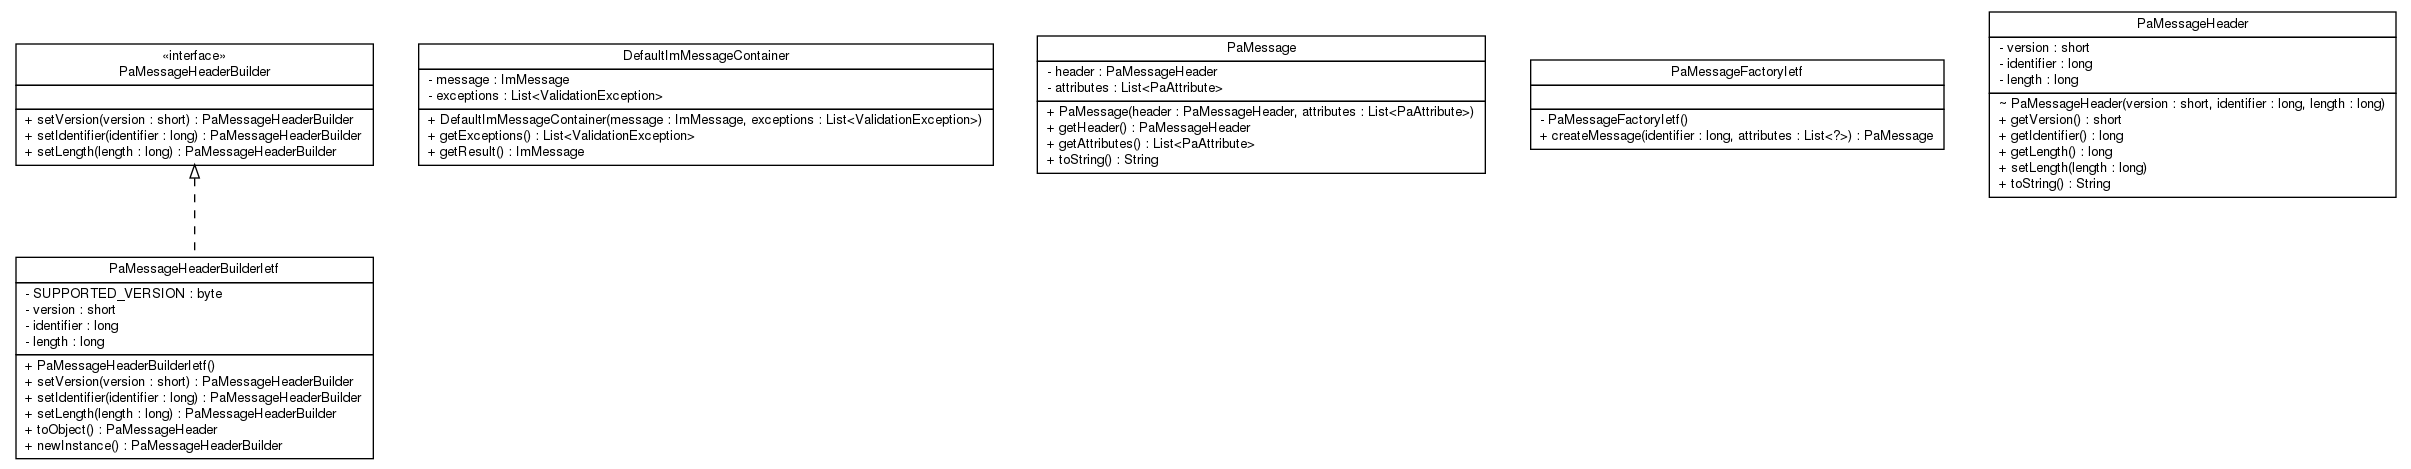 «interface»
PaMessageHeaderBuilder
+ setVersion(version : short) : PaMessageHeaderBuilder
+ setIdentifier(identifier : long) : PaMessageHeaderBuilder
+ setLength(length : long) : PaMessageHeaderBuilder
DefaultImMessageContainer
- message : ImMessage
- exceptions : List<ValidationException>
+ DefaultImMessageContainer(message : ImMessage, exceptions : List<ValidationException>)
+ getExceptions() : List<ValidationException>
+ getResult() : ImMessage
PaMessage
- header : PaMessageHeader
- attributes : List<PaAttribute>
+ PaMessage(header : PaMessageHeader, attributes : List<PaAttribute>)
+ getHeader() : PaMessageHeader
+ getAttributes() : List<PaAttribute>
+ toString() : String
PaMessageFactoryIetf
- PaMessageFactoryIetf()
+ createMessage(identifier : long, attributes : List<?>) : PaMessage
PaMessageHeader
- version : short
- identifier : long
- length : long
~ PaMessageHeader(version : short, identifier : long, length : long)
+ getVersion() : short
+ getIdentifier() : long
+ getLength() : long
+ setLength(length : long)
+ toString() : String
PaMessageHeaderBuilderIetf
- SUPPORTED_VERSION : byte
- version : short
- identifier : long
- length : long
+ PaMessageHeaderBuilderIetf()
+ setVersion(version : short) : PaMessageHeaderBuilder
+ setIdentifier(identifier : long) : PaMessageHeaderBuilder
+ setLength(length : long) : PaMessageHeaderBuilder
+ toObject() : PaMessageHeader
+ newInstance() : PaMessageHeaderBuilder